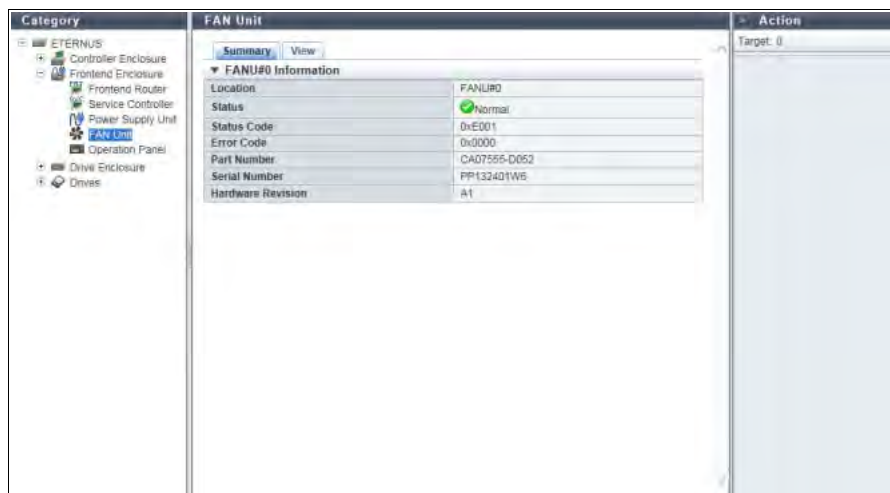 Category
FAN Unit
Action
ETERNUS
Controller Enclosure
Frontend Enclosure
Frontend Router
Service Controller
Power Supply Unit
FAN Unit
Operation Panel
Drive Enclosure
Drives
Summary View
FANU#0 Information
Location FANU#0
Status Normal
Status Code 0xE001
Error Code 0x0000
Part Number CA07555-D052
Serial Number PP132401W6
Hardware Revision A1
Target: 0